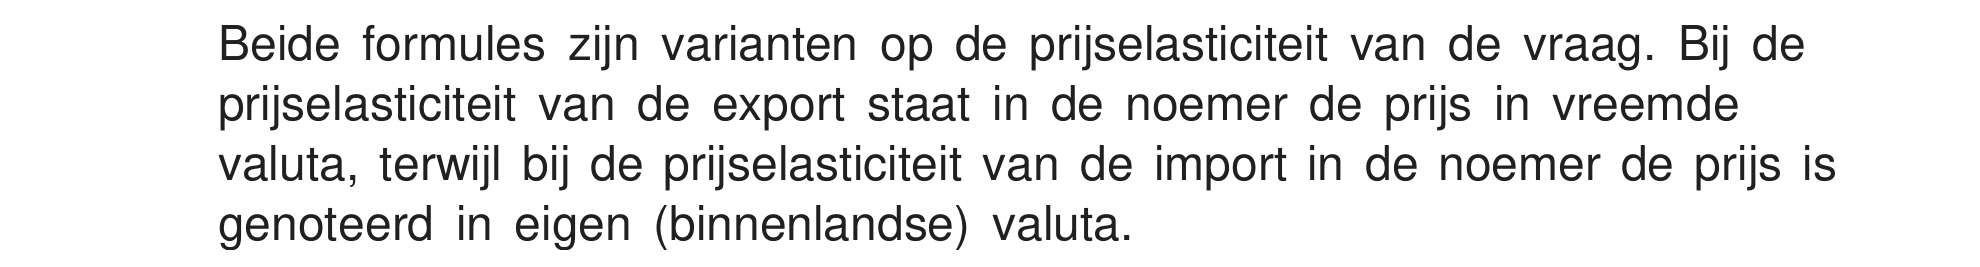 Beide formules zijn varianten op de prijselasticiteit van de vraag. Bij de
prijselasticiteit van de export staat in de noemer de prijs in vreemde
valuta, terwijl bij de prijselasticiteit van de import in de noemer de prijs is
genoteerd in eigen (binnenlandse) valuta.